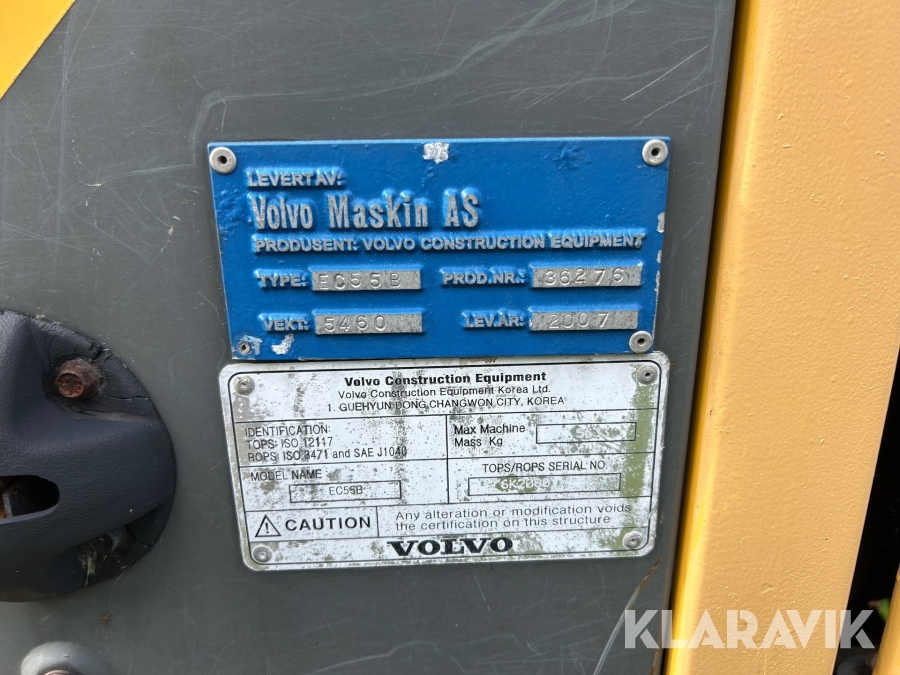 LEVERT AV:
Volvo Maskin AS
PRODUSENT: VOLVO CONSTRUCTION EQUIPMENT
TYPE: EC55B PROD.NR.: 36276
VEKT: 5460 LEV.ÅR: 2007
Volvo Construction Equipment
Volvo Construction Equipment Korea Ltd.
1. GUEHYUN DONG, CHANGWON CITY, KOREA
IDENTIFICATION:
TOPS: ISO 12117
ROPS: ISO 3471 and SAE J1040
Max Machine
Mass Kg
MODEL NAME
EC55B
TOPS/ROPS SERIAL NO.
CAUTION
Any alteration or modification voids
the certification on this structure
VOLVO
KLARAVIK